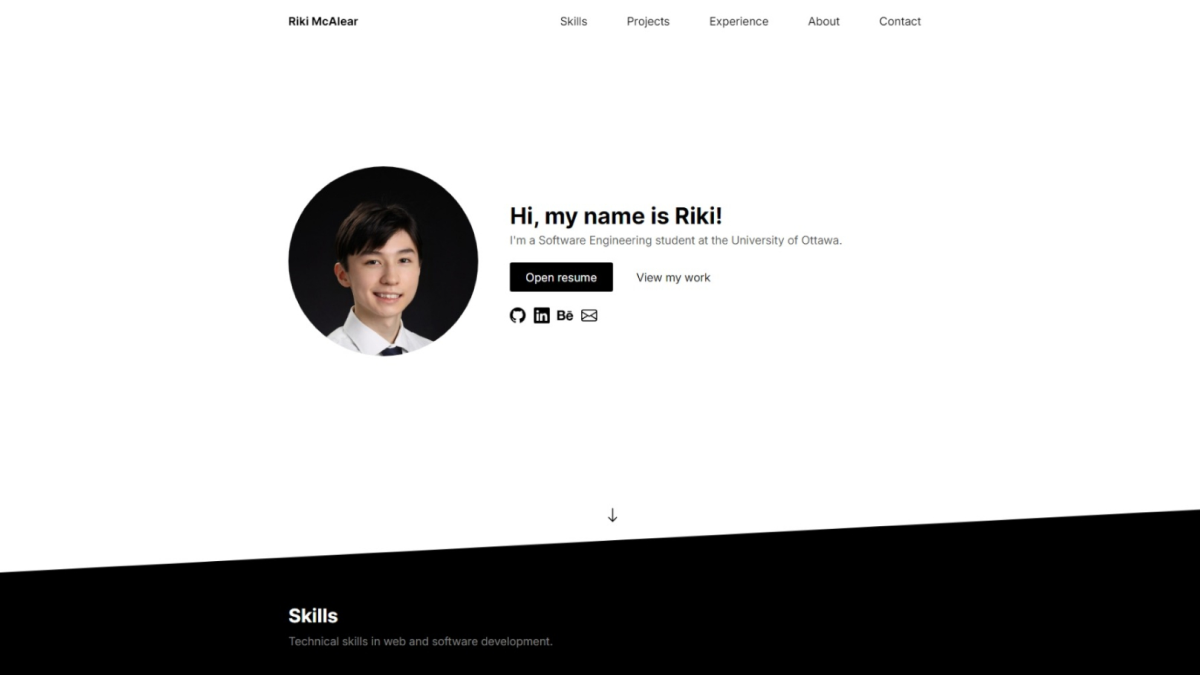 Riki McAlear
Skills Projects Experience About Contact
Hi, my name is Riki!
I'm a Software Engineering student at the University of Ottawa.
Open resume View my work
in Bē
Skills
Technical skills in web and software development.